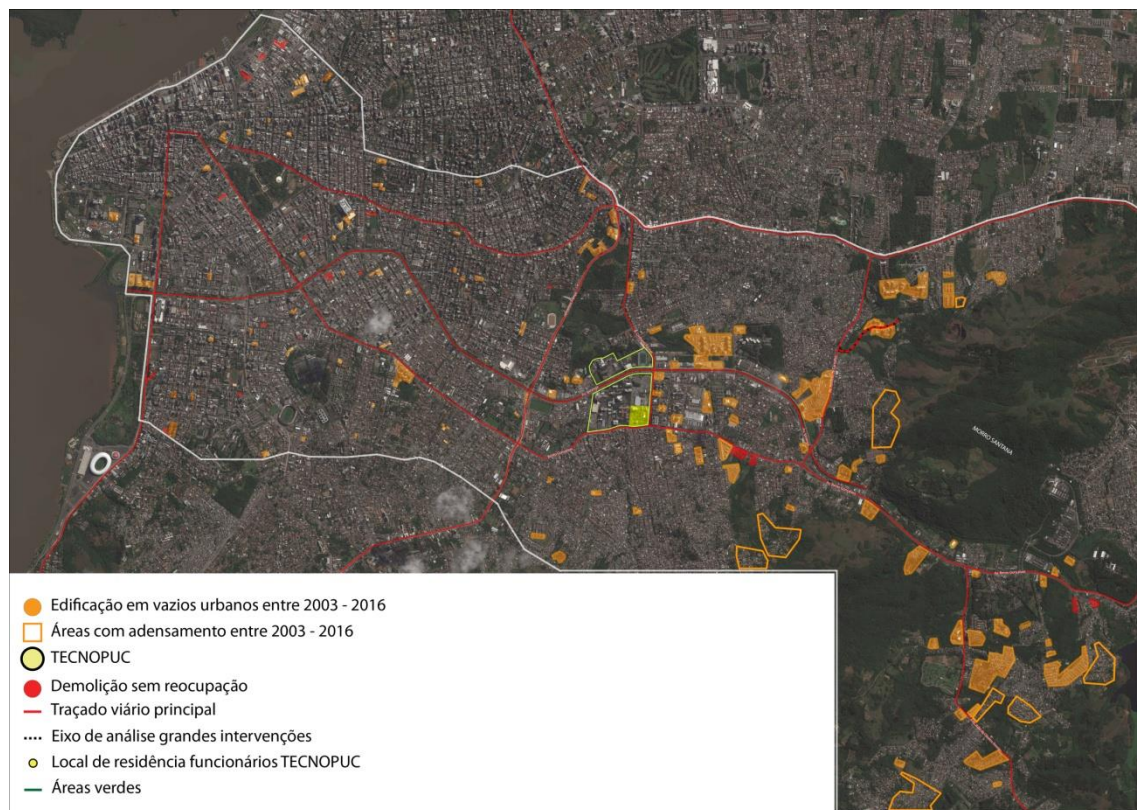 MORRO SANTANA
Edificação em vazios urbanos entre 2003 - 2016
Áreas com adensamento entre 2003 - 2016
TECNOPUC
Demolição sem reocupação
Traçado viário principal
Eixo de análise grandes intervenções
Local de residência funcionários TECNOPUC
Áreas verdes